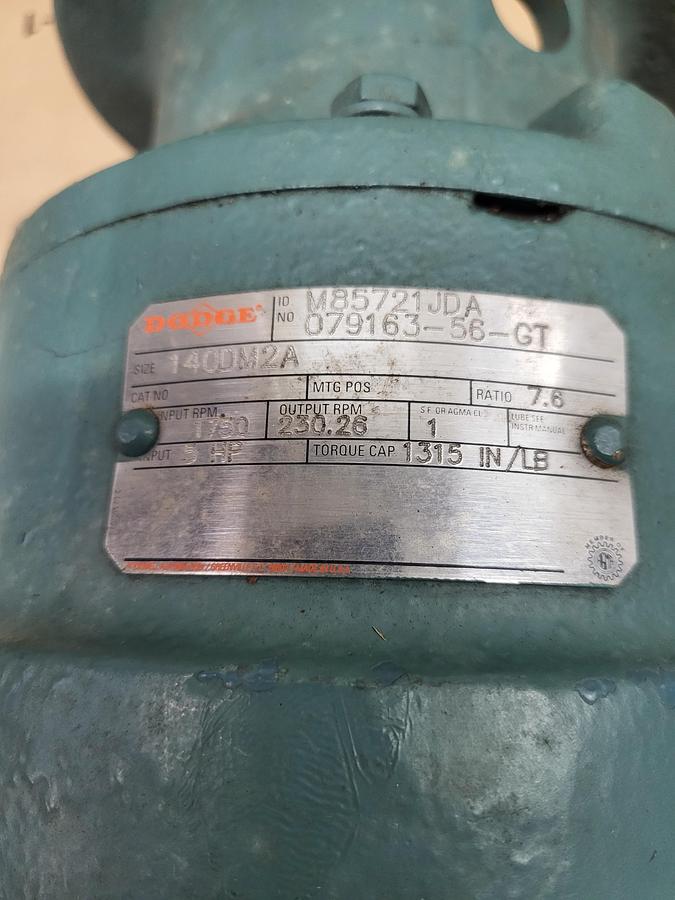 DODGE
ID NO M85721JDA
079163-56-GT
SIZE 140DM2A
CAT NO MTG POS RATIO 7.6
INPUT RPM 1750 OUTPUT RPM 230.26 S.F. OR AGMA CL 1 LUBE SEE INSTR MANUAL
INPUT 5 HP TORQUE CAP 1315 IN/LB
MEMBER OF